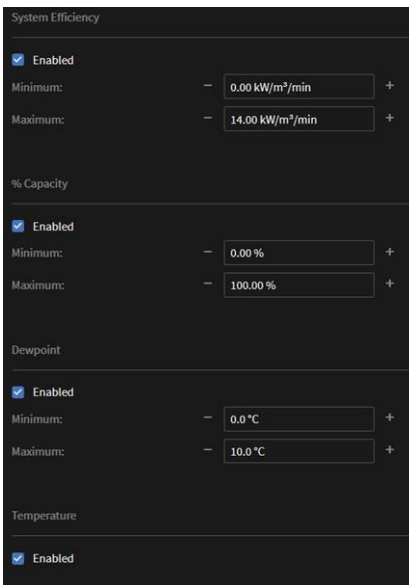 System Efficiency
Enabled
Minimum: − 0.00 kW/m³/min +
Maximum: − 14.00 kW/m³/min +
% Capacity
Enabled
Minimum: − 0.00 % +
Maximum: − 100.00 % +
Dewpoint
Enabled
Minimum: − 0.0 °C +
Maximum: − 10.0 °C +
Temperature
Enabled